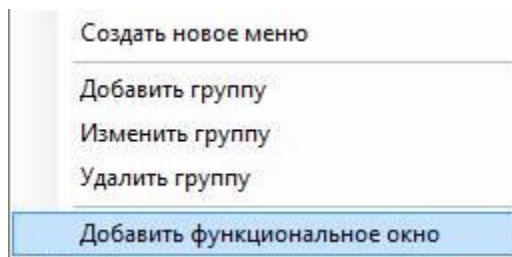 Создать новое меню
Добавить группу
Изменить группу
Удалить группу
Добавить функциональное окно